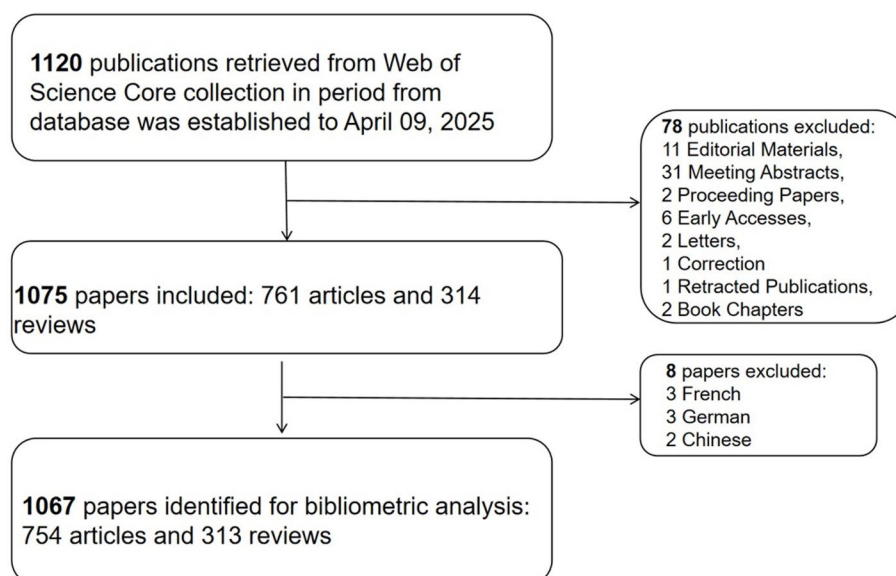 1120 publications retrieved from Web of
Science Core collection in period from
database was established to April 09, 2025
78 publications excluded:
11 Editorial Materials,
31 Meeting Abstracts,
2 Proceeding Papers,
6 Early Accesses,
2 Letters,
1 Correction
1 Retracted Publications,
2 Book Chapters
1075 papers included: 761 articles and 314
reviews
8 papers excluded:
3 French
3 German
2 Chinese
1067 papers identified for bibliometric analysis:
754 articles and 313 reviews